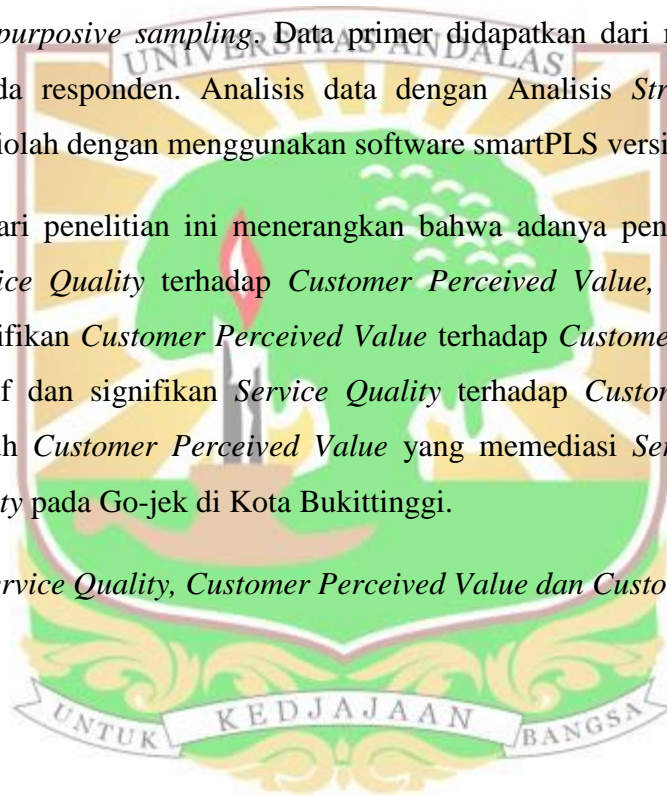 purposive sampling. Data primer didapatkan dari
UNIVERSITAS ANDALAS
da responden. Analisis data dengan Analisis Str
iolah dengan menggunakan software smartPLS versi
ari penelitian ini menerangkan bahwa adanya pen
ice Quality terhadap Customer Perceived Value,
ifikan Customer Perceived Value terhadap Custome
f dan signifikan Service Quality terhadap Custo
uh Customer Perceived Value yang memediasi Se
ty pada Go-jek di Kota Bukittinggi.
ervice Quality, Customer Perceived Value dan Custo
UNTUK KEDJAJAAN BANGSA